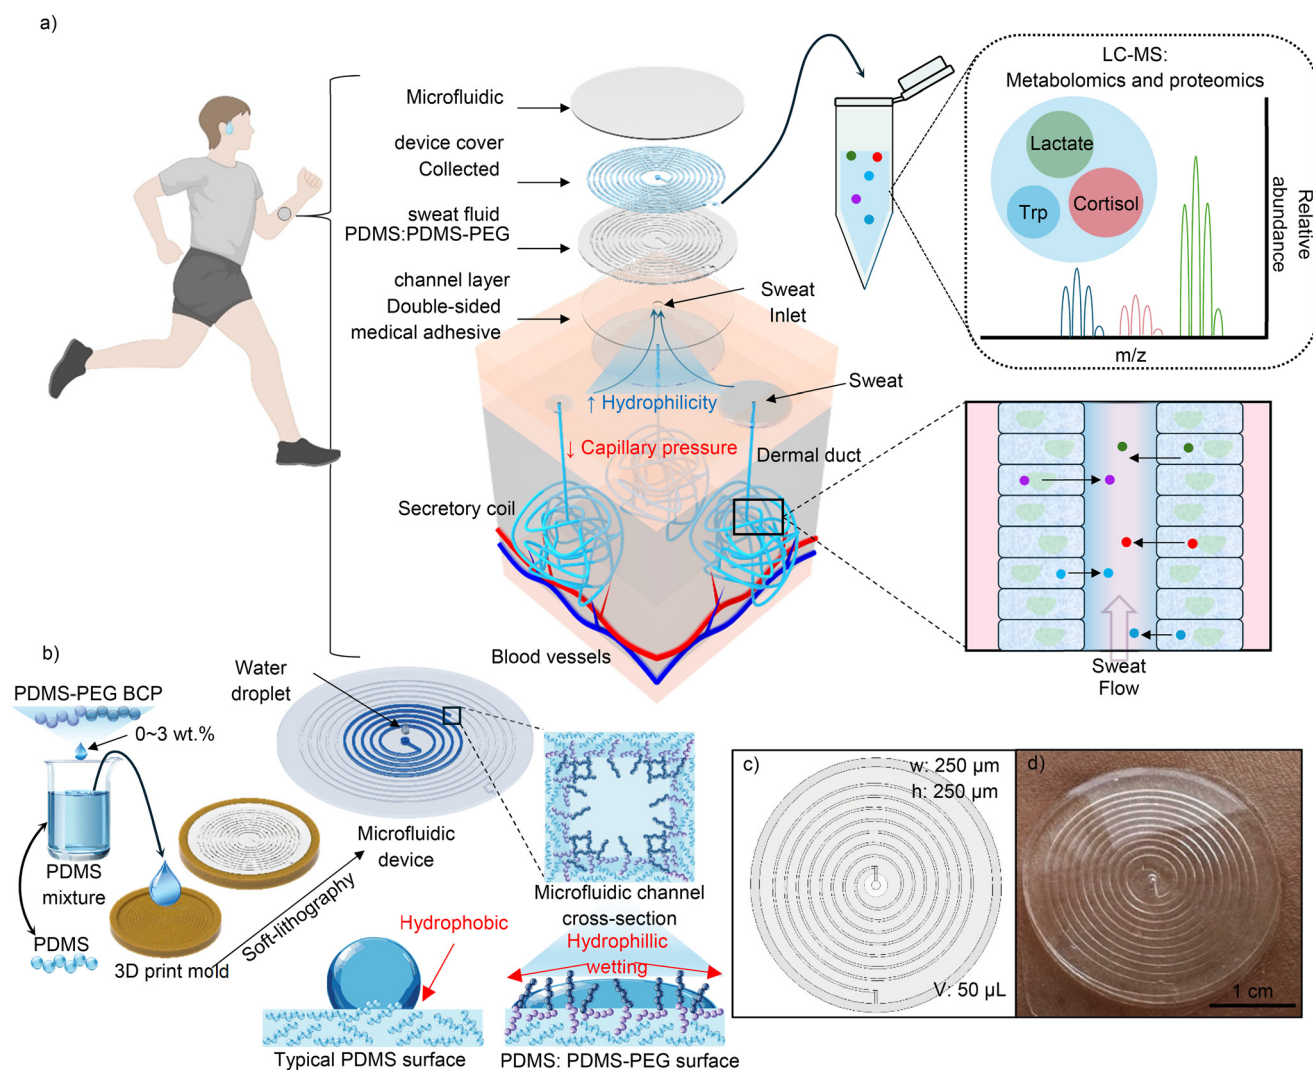 a)
Microfluidic
device cover
Collected
sweat fluid
PDMS:PDMS-PEG
channel layer
Double-sided
medical adhesive
Sweat
Inlet
Sweat
↑ Hydrophilicity
↓ Capillary pressure
Dermal duct
Secretory coil
Blood vessels
LC-MS:
Metabolomics and proteomics
Lactate
Trp
Cortisol
Relative
abundance
m/z
Sweat
Flow
b)
PDMS-PEG BCP
0~3 wt.%
PDMS
mixture
PDMS
3D print mold
Soft-lithography
Water
droplet
Microfluidic
device
Microfluidic channel
cross-section
Hydrophobic
Typical PDMS surface
Hydrophillic
wetting
PDMS: PDMS-PEG surface
c)
w: 250 µm
h: 250 µm
V: 50 µL
d)
1 cm